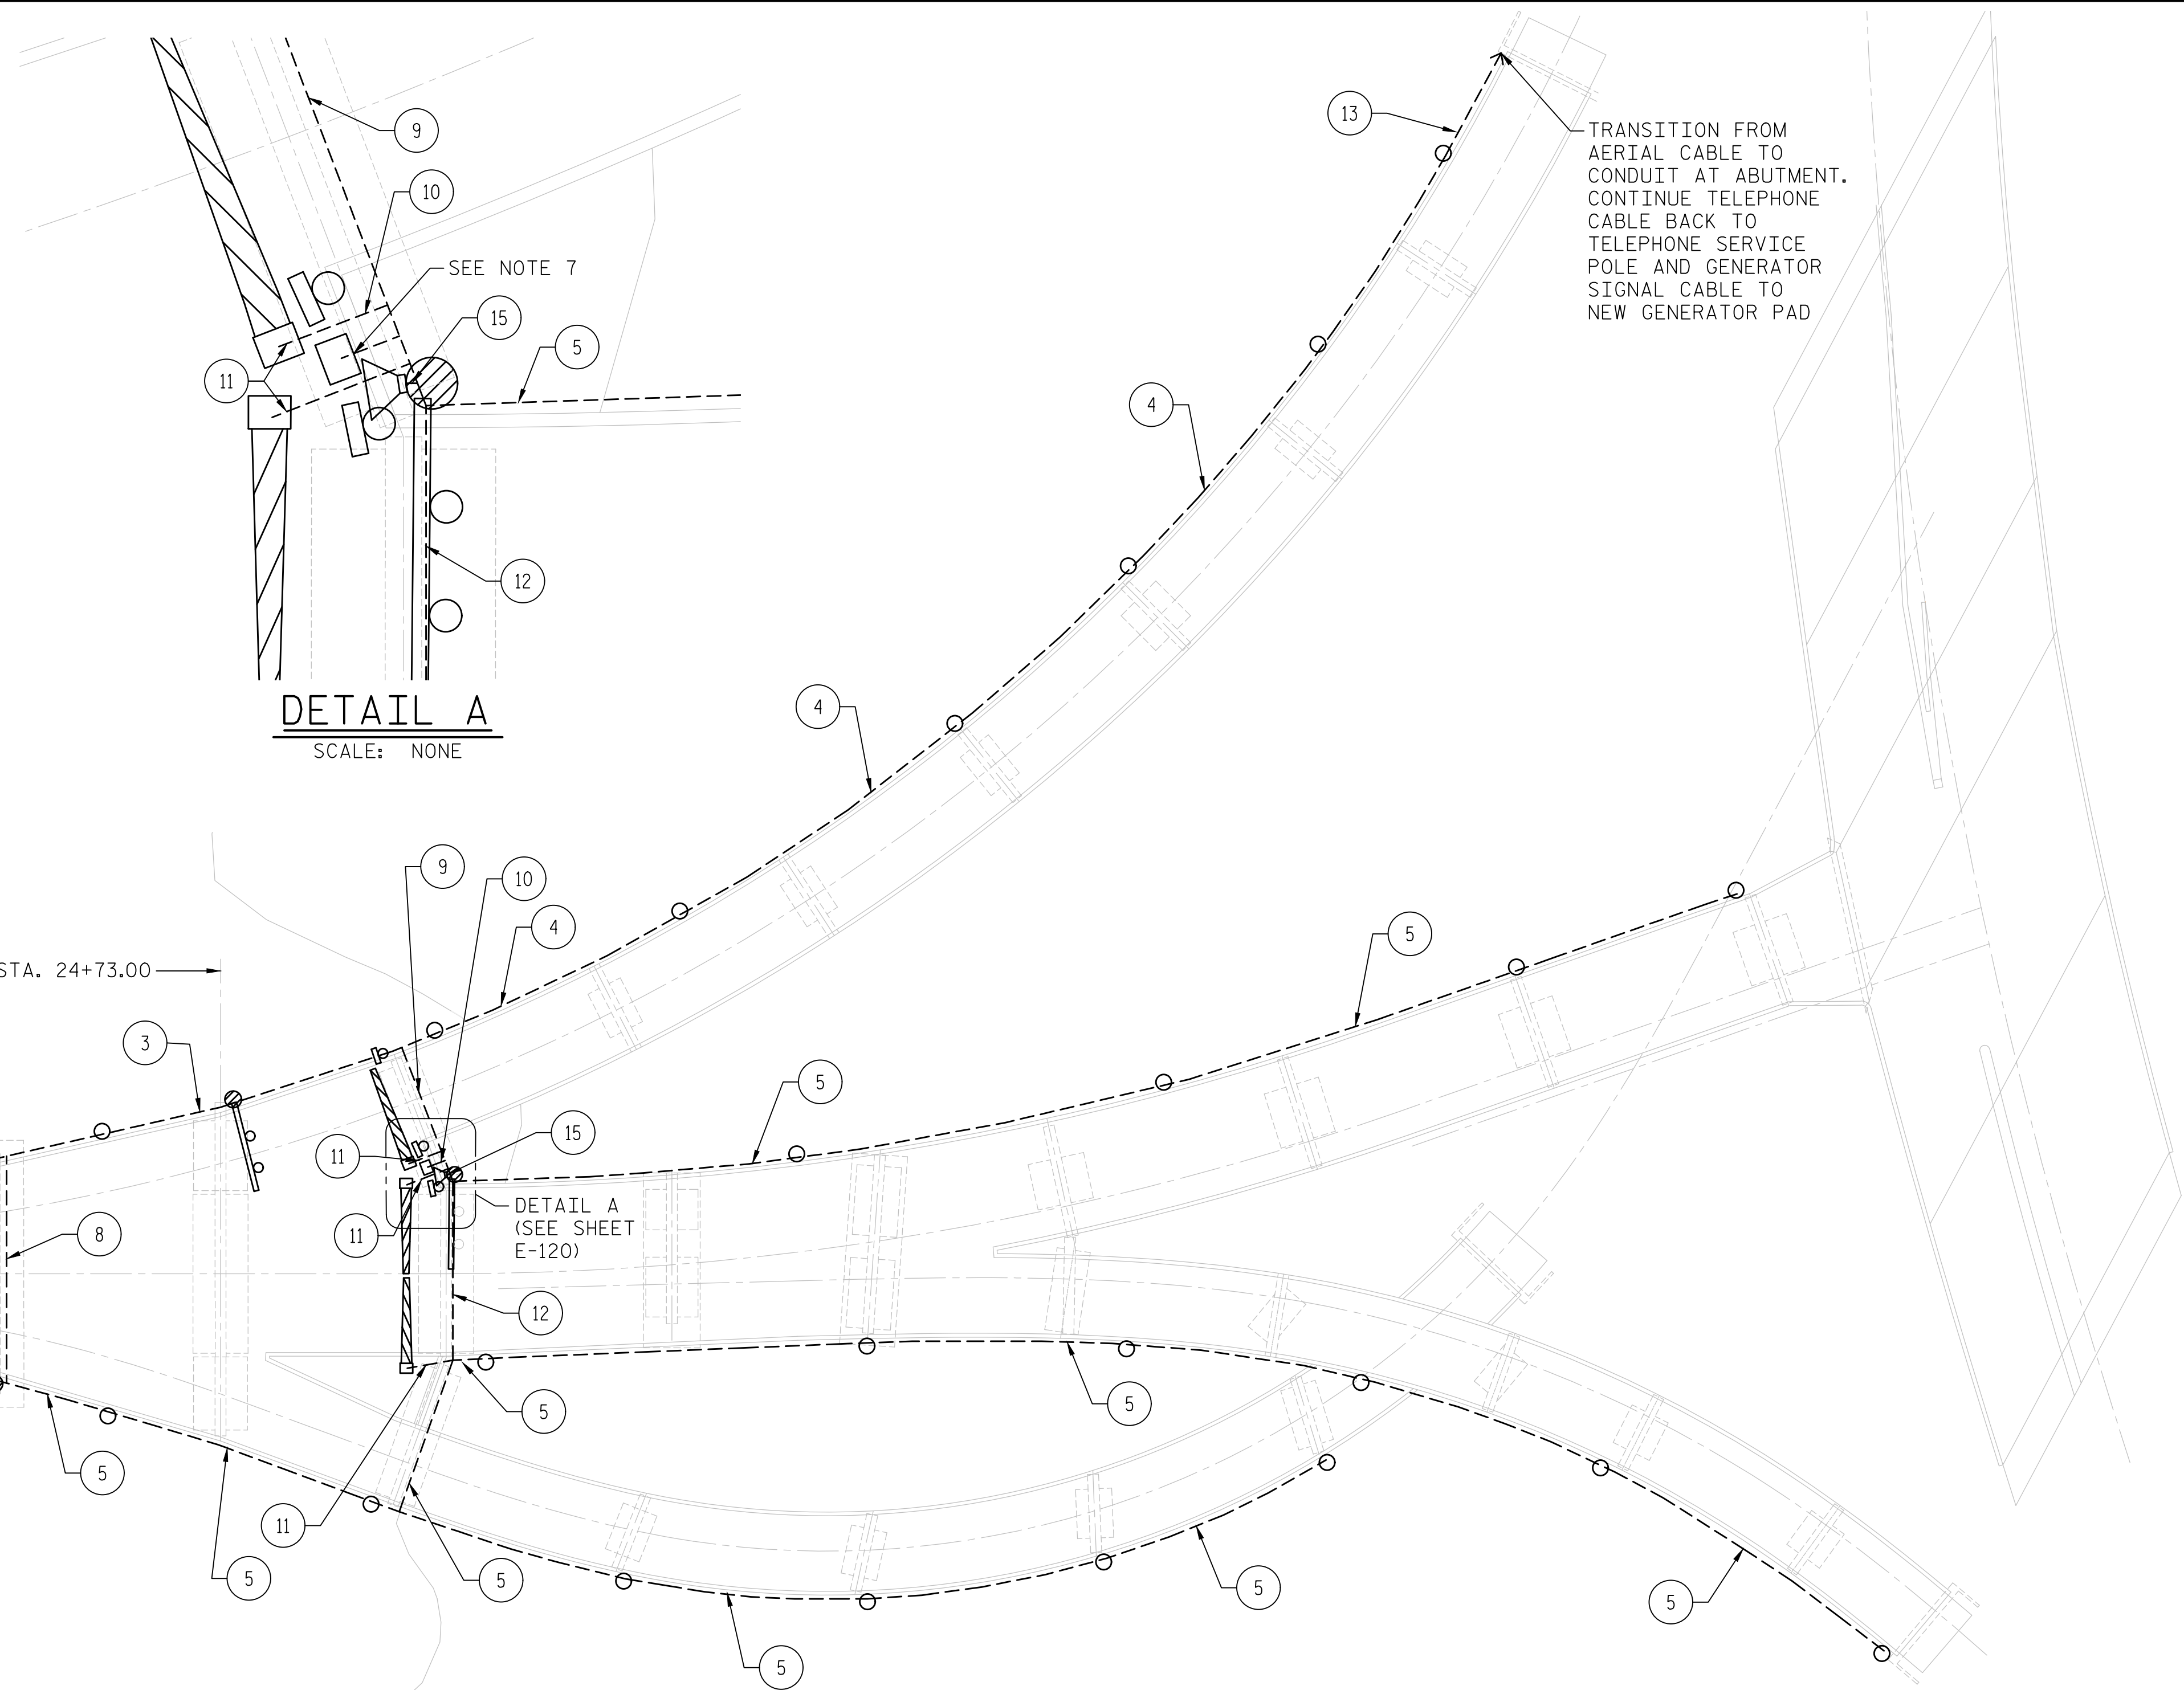 9
10
SEE NOTE 7
15
5
11
12
DETAIL A
SCALE: NONE
13
TRANSITION FROM
AERIAL CABLE TO
CONDUIT AT ABUTMENT.
CONTINUE TELEPHONE
CABLE BACK TO
TELEPHONE SERVICE
POLE AND GENERATOR
SIGNAL CABLE TO
NEW GENERATOR PAD
4
4
9
10
4
5
STA. 24+73.00
3
5
15
11
DETAIL A
(SEE SHEET
E-120)
11
8
12
5
5
5
11
5
5
5
5
5